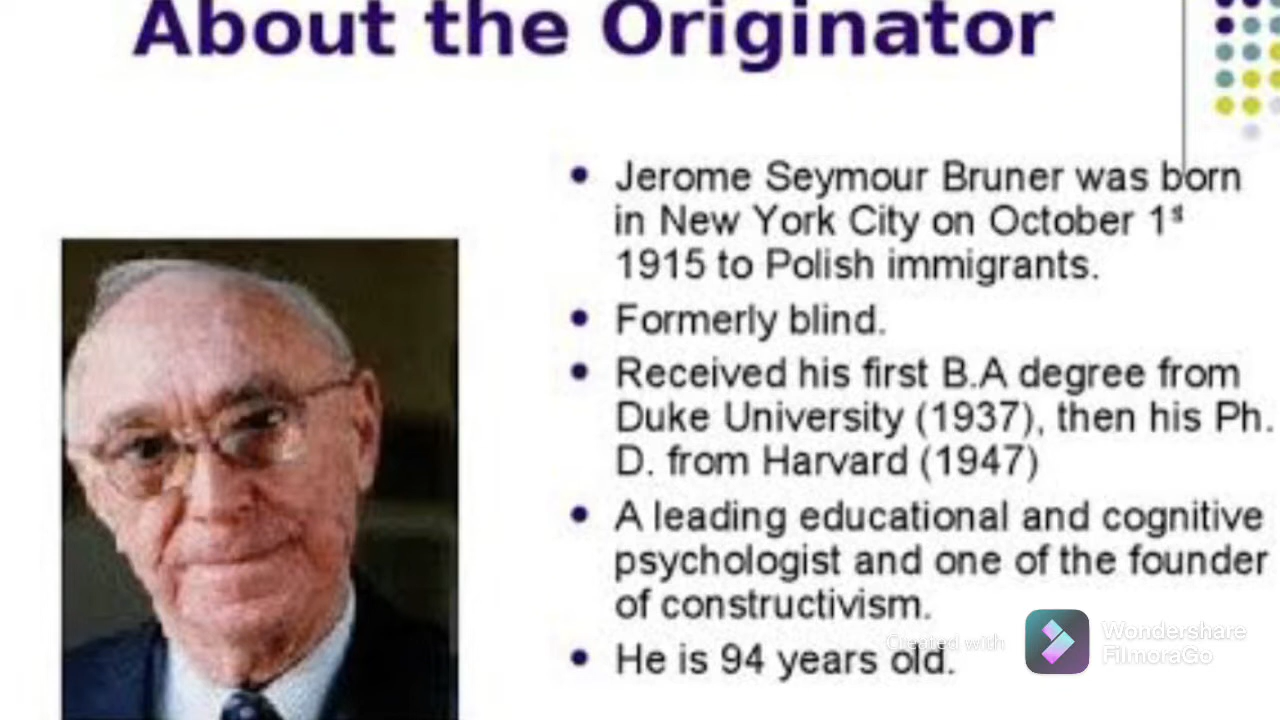 About the Originator
Jerome Seymour Bruner was born
in New York City on October 1st
1915 to Polish immigrants.
Formerly blind.
Received his first B.A degree from
Duke University (1937), then his Ph.
D. from Harvard (1947)
A leading educational and cognitive
psychologist and one of the founder
of constructivism.
He is 94 years old.
Created with
Wondershare
FilmoraGo